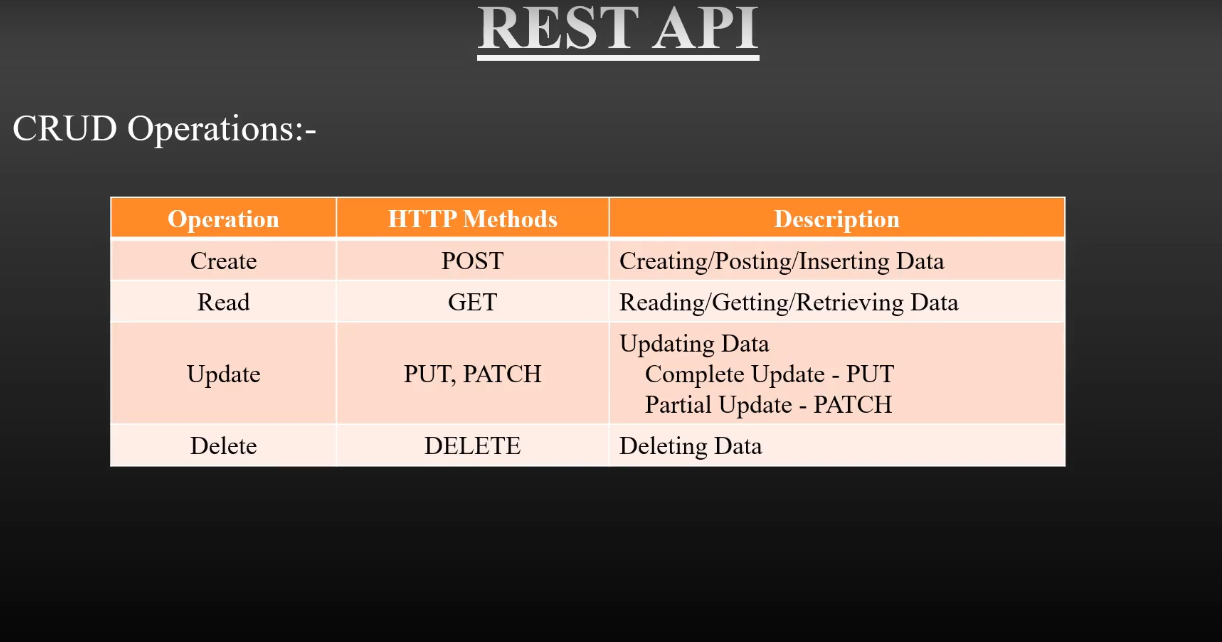 REST API
CRUD Operations:-
Operation HTTP Methods Description
Create POST Creating/Posting/Inserting Data
Read GET Reading/Getting/Retrieving Data
Update PUT, PATCH Updating Data
Complete Update - PUT
Partial Update - PATCH
Delete DELETE Deleting Data